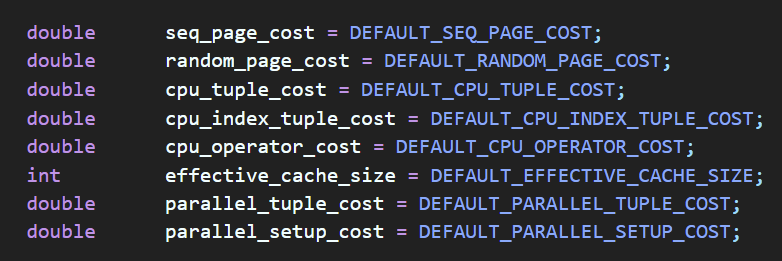 double seq_page_cost = DEFAULT_SEQ_PAGE_COST;
double random_page_cost = DEFAULT_RANDOM_PAGE_COST;
double cpu_tuple_cost = DEFAULT_CPU_TUPLE_COST;
double cpu_index_tuple_cost = DEFAULT_CPU_INDEX_TUPLE_COST;
double cpu_operator_cost = DEFAULT_CPU_OPERATOR_COST;
int effective_cache_size = DEFAULT_EFFECTIVE_CACHE_SIZE;
double parallel_tuple_cost = DEFAULT_PARALLEL_TUPLE_COST;
double parallel_setup_cost = DEFAULT_PARALLEL_SETUP_COST;